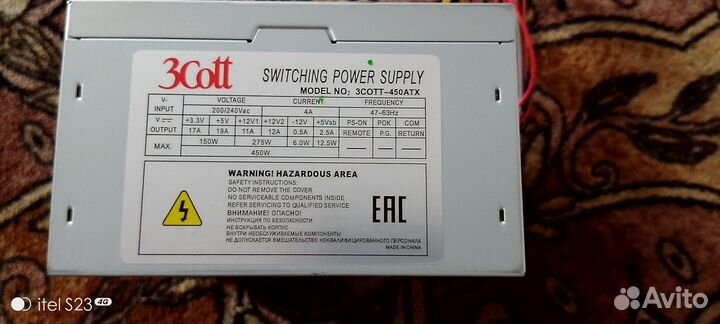 3Cott
SWITCHING POWER SUPPLY
MODEL NO: 3COTT-450ATX
V~ INPUT VOLTAGE CURRENT FREQUENCY
200/240Vac 4A 47-63Hz
V⎓ OUTPUT +3.3V +5V +12V1 +12V2 -12V +5Vsb PS-ON POK COM
17A 19A 11A 12A 0.5A 2.5A REMOTE P.G. RETURN
MAX. 150W 275W 6.0W 12.5W — — —
450W
WARNING! HAZARDOUS AREA
SAFETY INSTRUCTIONS:
DO NOT REMOVE THE COVER
NO SERVICEABLE COMPONENTS INSIDE
REFER SERVICING TO QUALIFIED SERVICE
ВНИМАНИЕ! ОПАСНО!
ИНСТРУКЦИЯ ПО БЕЗОПАСНОСТИ
НЕ ВСКРЫВАТЬ КОРПУС
ВНУТРИ НЕОБСЛУЖИВАЕМЫЕ КОМПОНЕНТЫ
НЕ ДОПУСКАЕТСЯ ВМЕШАТЕЛЬСТВО НЕКВАЛИФИЦИРОВАННОГО ПЕРСОНАЛА
MADE IN CHINA
EAC
itel S23 4G
Avito